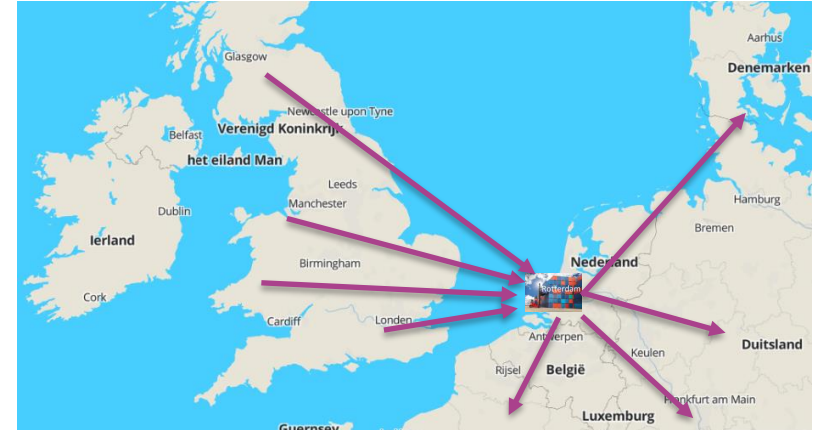 Aarhus
Glasgow
Denemarken
Newcastle upon Tyne
Verenigd Koninkrijk
Belfast
het eiland Man
Leeds
Hamburg
Manchester
Dublin
Bremen
Ierland
Birmingham
Nederland
Rotterdam
Cork
Cardiff
Londen
Antwerpen
Duitsland
Keulen
Rijsel
België
Frankfurt am Main
Luxemburg
Guernsey